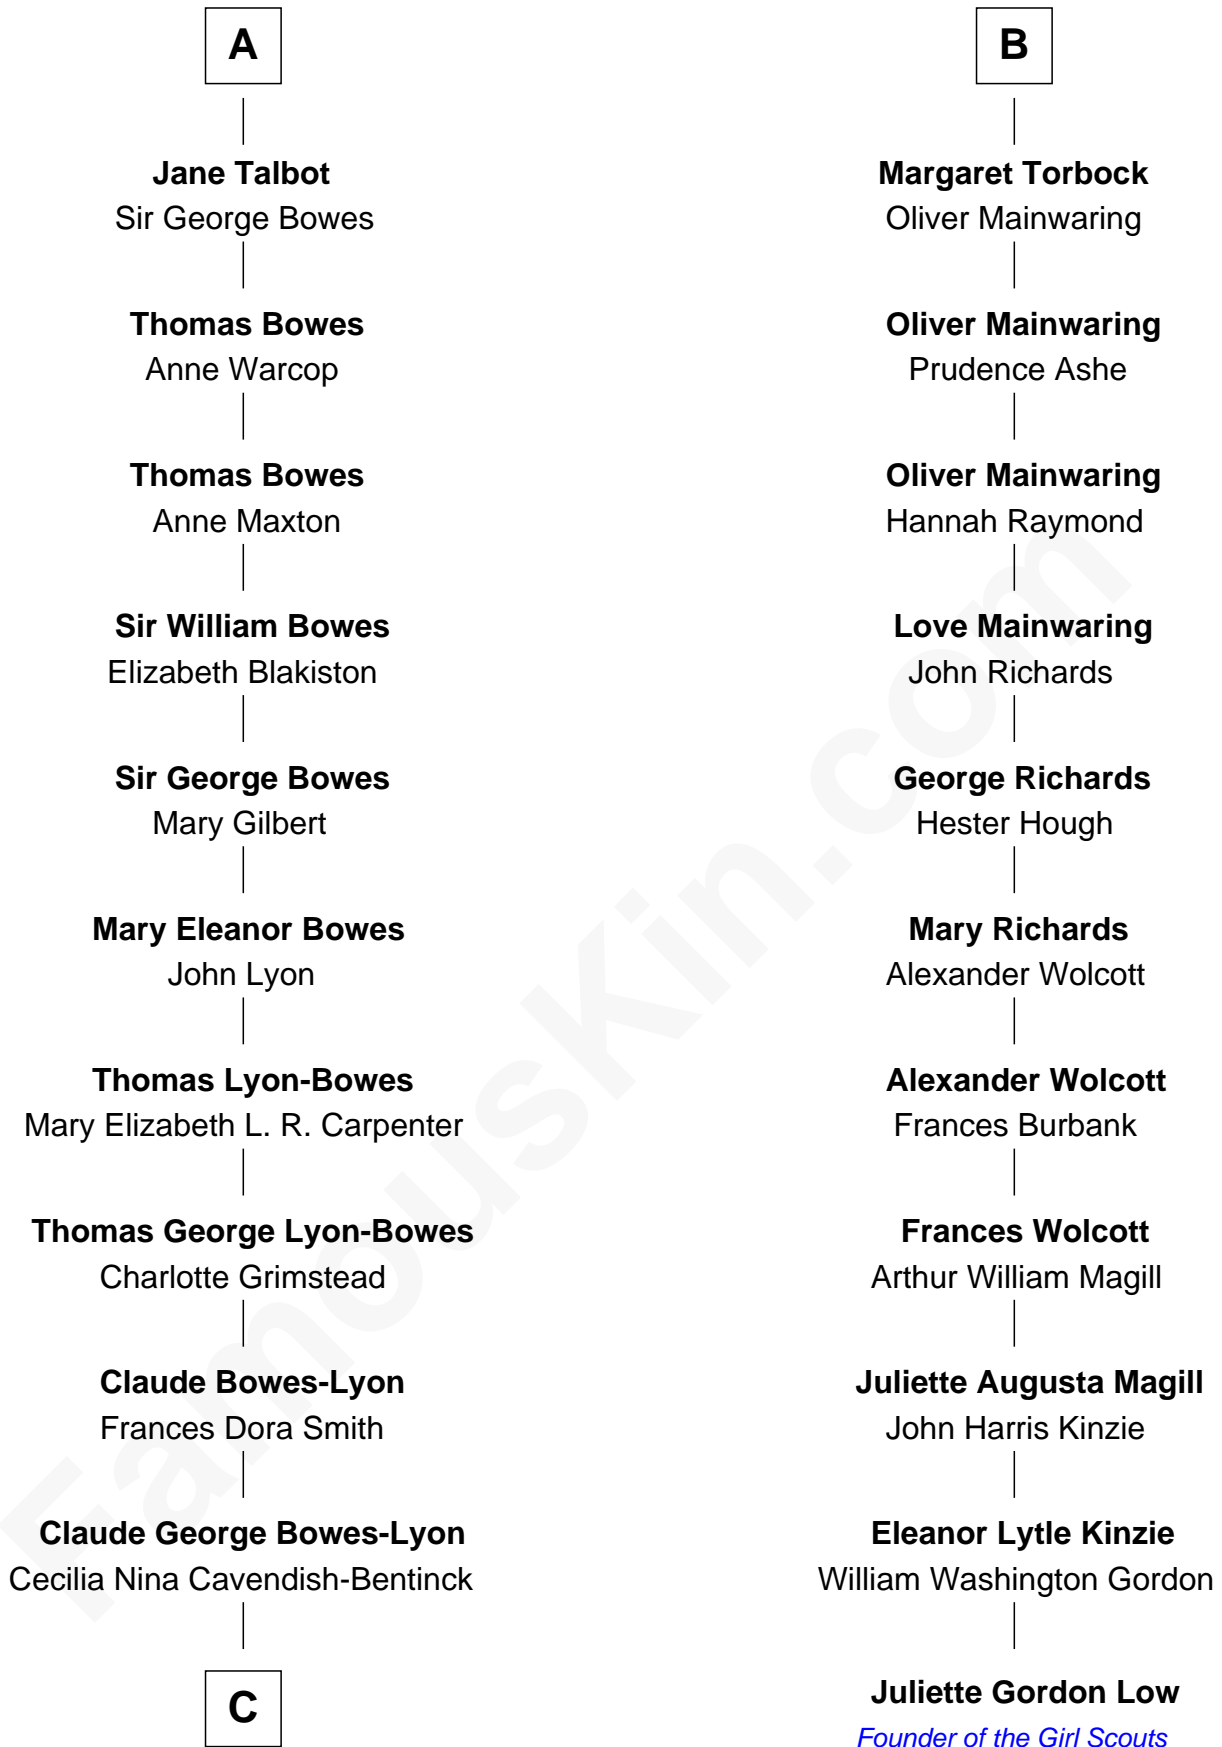 A
Jane Talbot
Sir George Bowes
Thomas Bowes
Anne Warcop
Thomas Bowes
Anne Maxton
Sir William Bowes
Elizabeth Blakiston
Sir George Bowes
Mary Gilbert
Mary Eleanor Bowes
John Lyon
Thomas Lyon-Bowes
Mary Elizabeth L. R. Carpenter
Thomas George Lyon-Bowes
Charlotte Grimstead
Claude Bowes-Lyon
Frances Dora Smith
Claude George Bowes-Lyon
Cecilia Nina Cavendish-Bentinck
C
B
Margaret Torbock
Oliver Mainwaring
Oliver Mainwaring
Prudence Ashe
Oliver Mainwaring
Hannah Raymond
Love Mainwaring
John Richards
George Richards
Hester Hough
Mary Richards
Alexander Wolcott
Alexander Wolcott
Frances Burbank
Frances Wolcott
Arthur William Magill
Juliette Augusta Magill
John Harris Kinzie
Eleanor Lytle Kinzie
William Washington Gordon
Juliette Gordon Low
Founder of the Girl Scouts
FamousKin.com